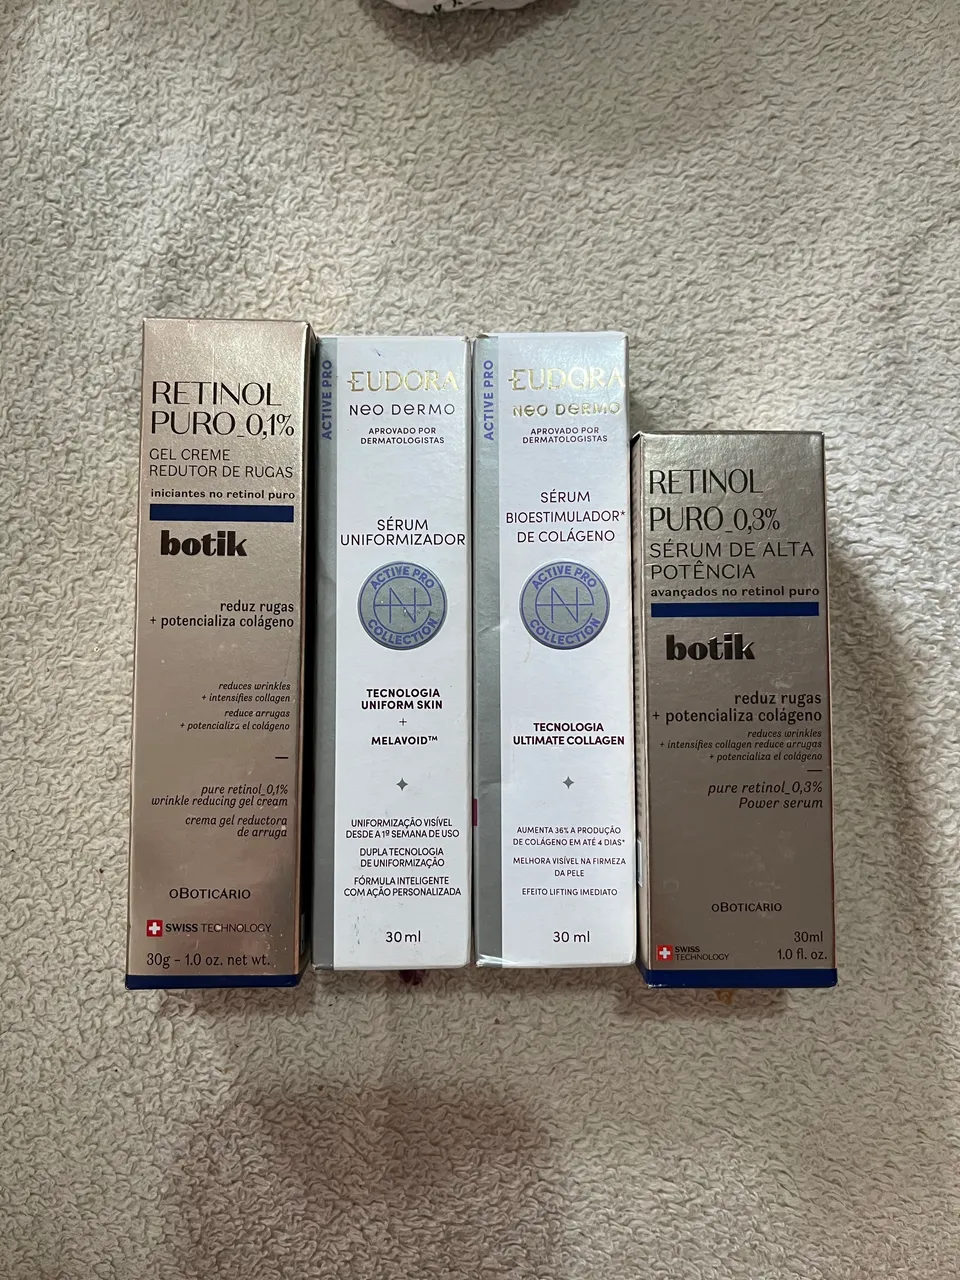 RETINOL
PURO_0,1%
GEL CREME
REDUTOR DE RUGAS
iniciantes no retinol puro
botik
reduz rugas
+ potencializa colágeno
reduces wrinkles
+ intensifies collagen
reduce arrugas
+ potencializa el colágeno
pure retinol_0,1%
wrinkle reducing gel cream
crema gel reductora
de arruga
oBOTICÁRIO
SWISS TECHNOLOGY
30g – 1.0 oz. net wt.
ACTIVE PRO
EUDORA
NEO DERMO
APROVADO POR
DERMATOLOGISTAS
SÉRUM
UNIFORMIZADOR
ACTIVE PRO
COLLECTION
TECNOLOGIA
UNIFORM SKIN
+
MELAVOID™
UNIFORMIZAÇÃO VISÍVEL
DESDE A 1ª SEMANA DE USO
DUPLA TECNOLOGIA
DE UNIFORMIZAÇÃO
FÓRMULA INTELIGENTE
COM AÇÃO PERSONALIZADA
30 ml
ACTIVE PRO
EUDORA
NEO DERMO
APROVADO POR
DERMATOLOGISTAS
SÉRUM
BIOESTIMULADOR*
DE COLÁGENO
ACTIVE PRO
COLLECTION
TECNOLOGIA
ULTIMATE COLLAGEN
AUMENTA 36% A PRODUÇÃO
DE COLÁGENO EM ATÉ 4 DIAS*
MELHORA VISÍVEL NA FIRMEZA
DA PELE
EFEITO LIFTING IMEDIATO
30 ml
RETINOL
PURO_0,3%
SÉRUM DE ALTA
POTÊNCIA
avançados no retinol puro
botik
reduz rugas
+ potencializa colágeno
reduces wrinkles
+ intensifies collagen reduce arrugas
+ potencializa el colágeno
pure retinol_0,3%
Power serum
oBOTICÁRIO
SWISS
TECHNOLOGY
30ml
1.0 fl. oz.